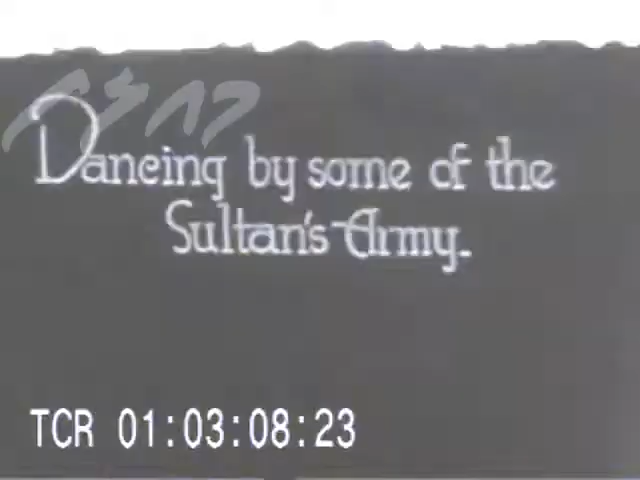 Dancing by some of the
Sultan's Army.
TCR 01:03:08:23